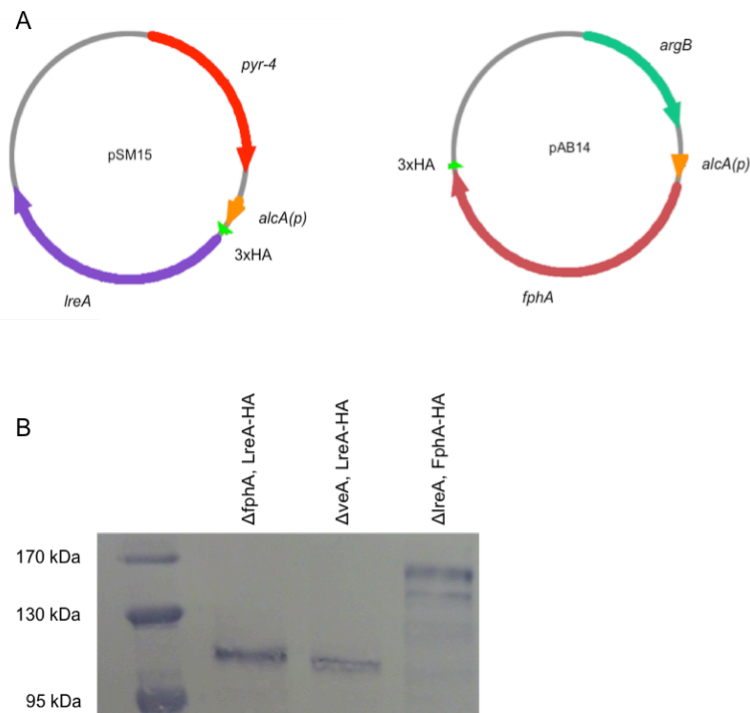 A
pyr-4
pSM15
alcA(p)
3xHA
lreA
argB
pAB14
3xHA
alcA(p)
fphA
B
ΔfphA, LreA-HA
ΔveA, LreA-HA
ΔlreA, FphA-HA
170 kDa
130 kDa
95 kDa